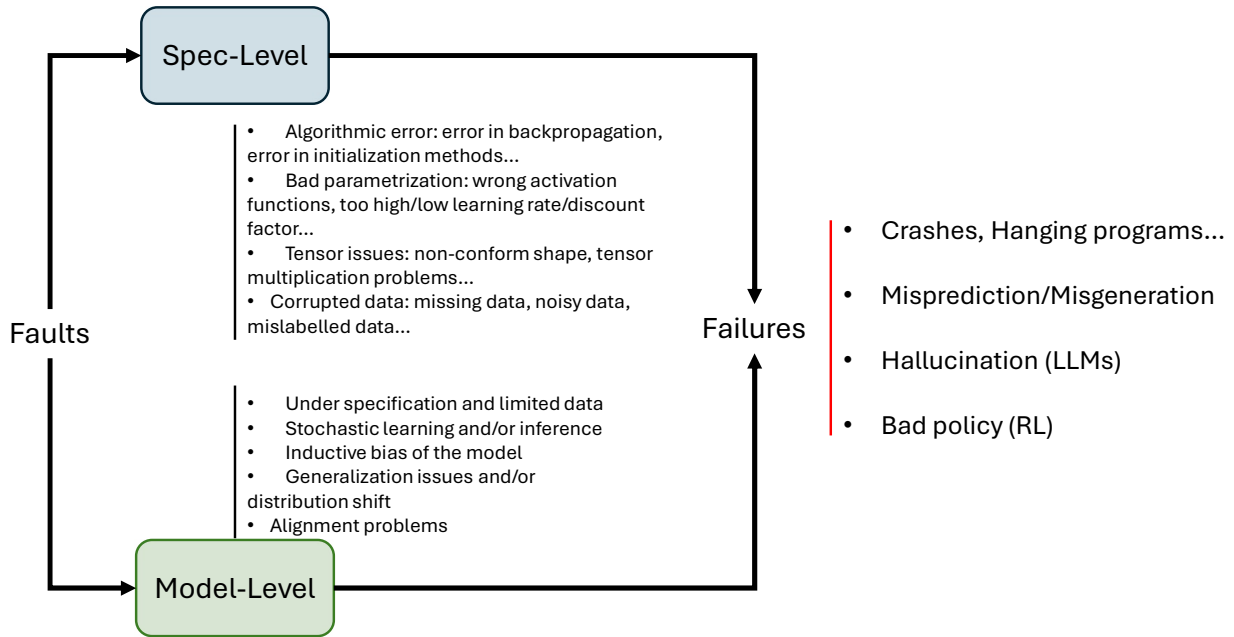 Spec-Level
• Algorithmic error: error in backpropagation,
error in initialization methods...
• Bad parametrization: wrong activation
functions, too high/low learning rate/discount
factor...
• Tensor issues: non-conform shape, tensor
multiplication problems...
• Corrupted data: missing data, noisy data,
mislabelled data...
Faults
Failures
• Crashes, Hanging programs...
• Misprediction/Misgeneration
• Hallucination (LLMs)
• Bad policy (RL)
• Under specification and limited data
• Stochastic learning and/or inference
• Inductive bias of the model
• Generalization issues and/or
distribution shift
• Alignment problems
Model-Level